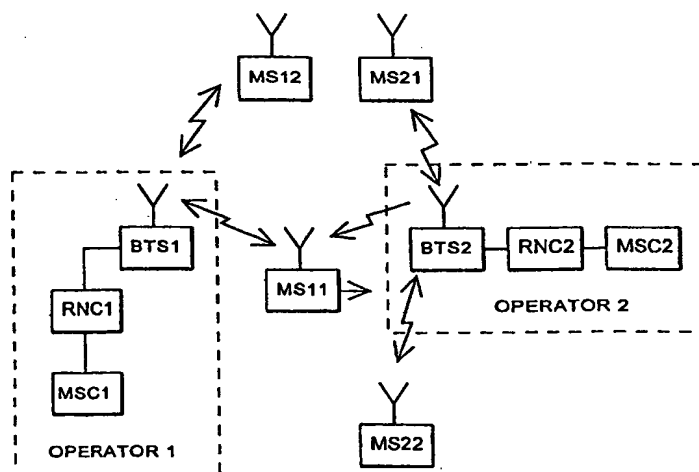 MS12
MS21
BTS1
MS11
BTS2
RNC2
MSC2
RNC1
OPERATOR 2
MSC1
MS22
OPERATOR 1